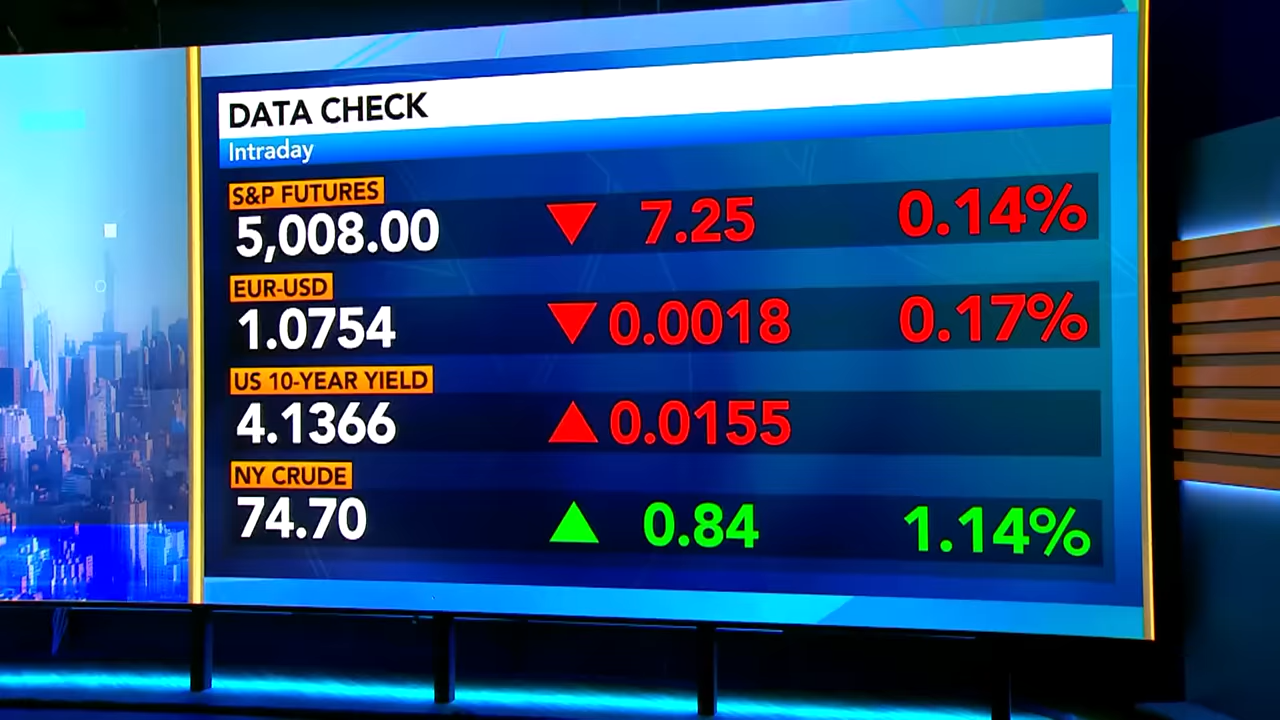 DATA CHECK
Intraday
S&P FUTURES
5,008.00 ▼ 7.25 0.14%
EUR-USD
1.0754 ▼ 0.0018 0.17%
US 10-YEAR YIELD
4.1366 ▲ 0.0155
NY CRUDE
74.70 ▲ 0.84 1.14%